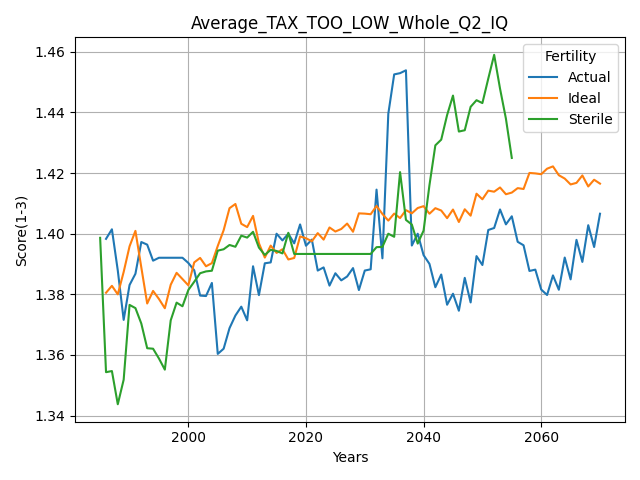 Average_TAX_TOO_LOW_Whole_Q2_IQ
Score(1-3)
1.46
1.44
1.42
1.40
1.38
1.36
1.34
Fertility
Actual
Ideal
Sterile
2000 2020 2040 2060
Years